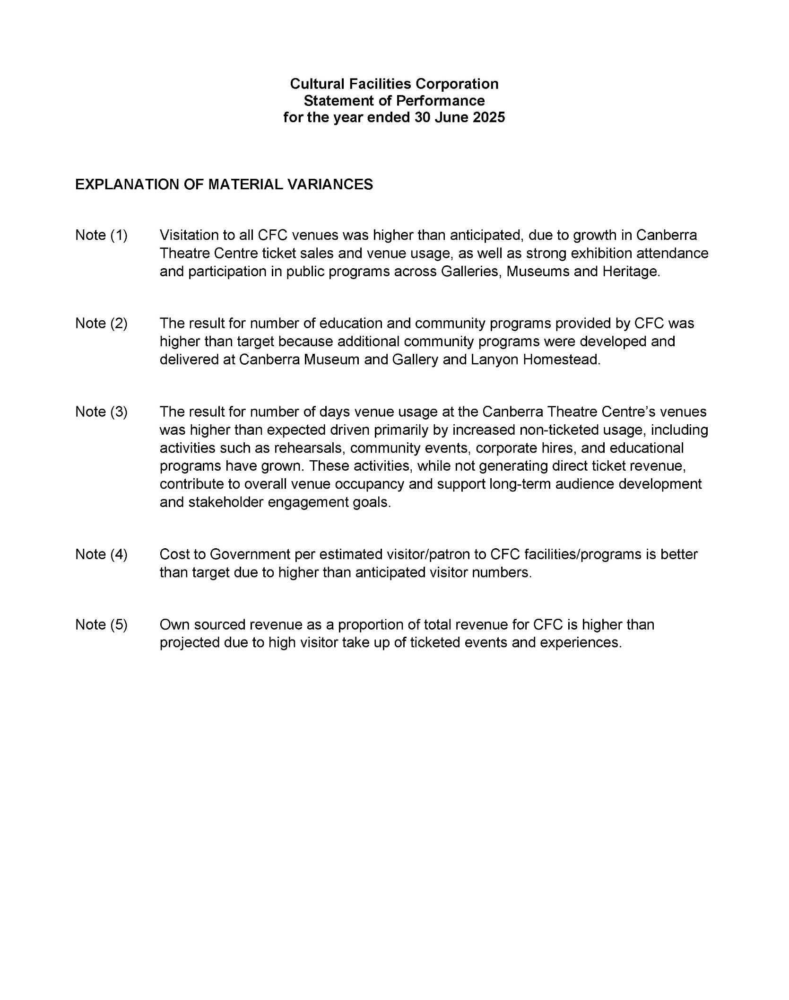 Cultural Facilities Corporation
Statement of Performance
for the year ended 30 June 2025
EXPLANATION OF MATERIAL VARIANCES
Note (1) Visitation to all CFC venues was higher than anticipated, due to growth in Canberra
Theatre Centre ticket sales and venue usage, as well as strong exhibition attendance
and participation in public programs across Galleries, Museums and Heritage.
Note (2) The result for number of education and community programs provided by CFC was
higher than target because additional community programs were developed and
delivered at Canberra Museum and Gallery and Lanyon Homestead.
Note (3) The result for number of days venue usage at the Canberra Theatre Centre’s venues
was higher than expected driven primarily by increased non-ticketed usage, including
activities such as rehearsals, community events, corporate hires, and educational
programs have grown. These activities, while not generating direct ticket revenue,
contribute to overall venue occupancy and support long-term audience development
and stakeholder engagement goals.
Note (4) Cost to Government per estimated visitor/patron to CFC facilities/programs is better
than target due to higher than anticipated visitor numbers.
Note (5) Own sourced revenue as a proportion of total revenue for CFC is higher than
projected due to high visitor take up of ticketed events and experiences.